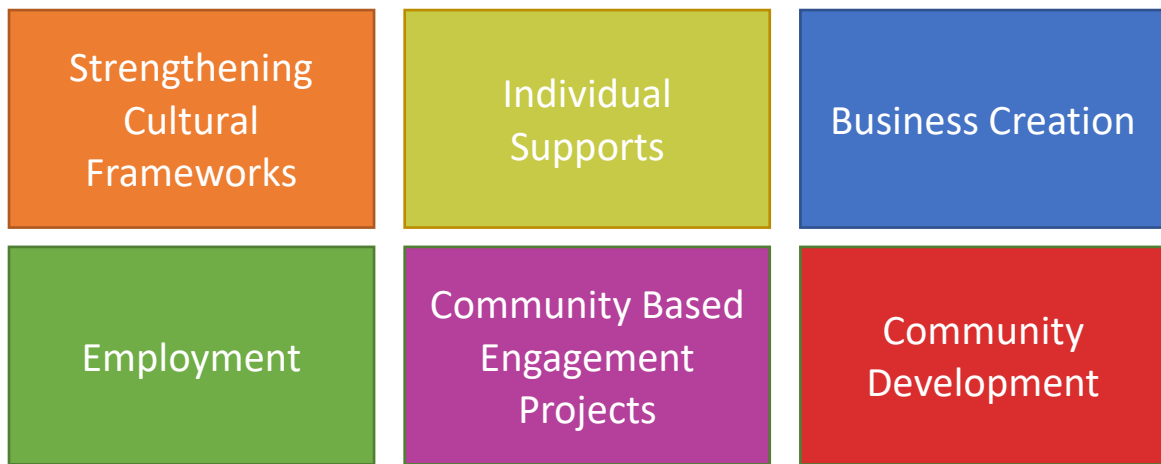 Strengthening
Cultural
Frameworks
Individual
Supports
Business Creation
Employment
Community Based
Engagement
Projects
Community
Development